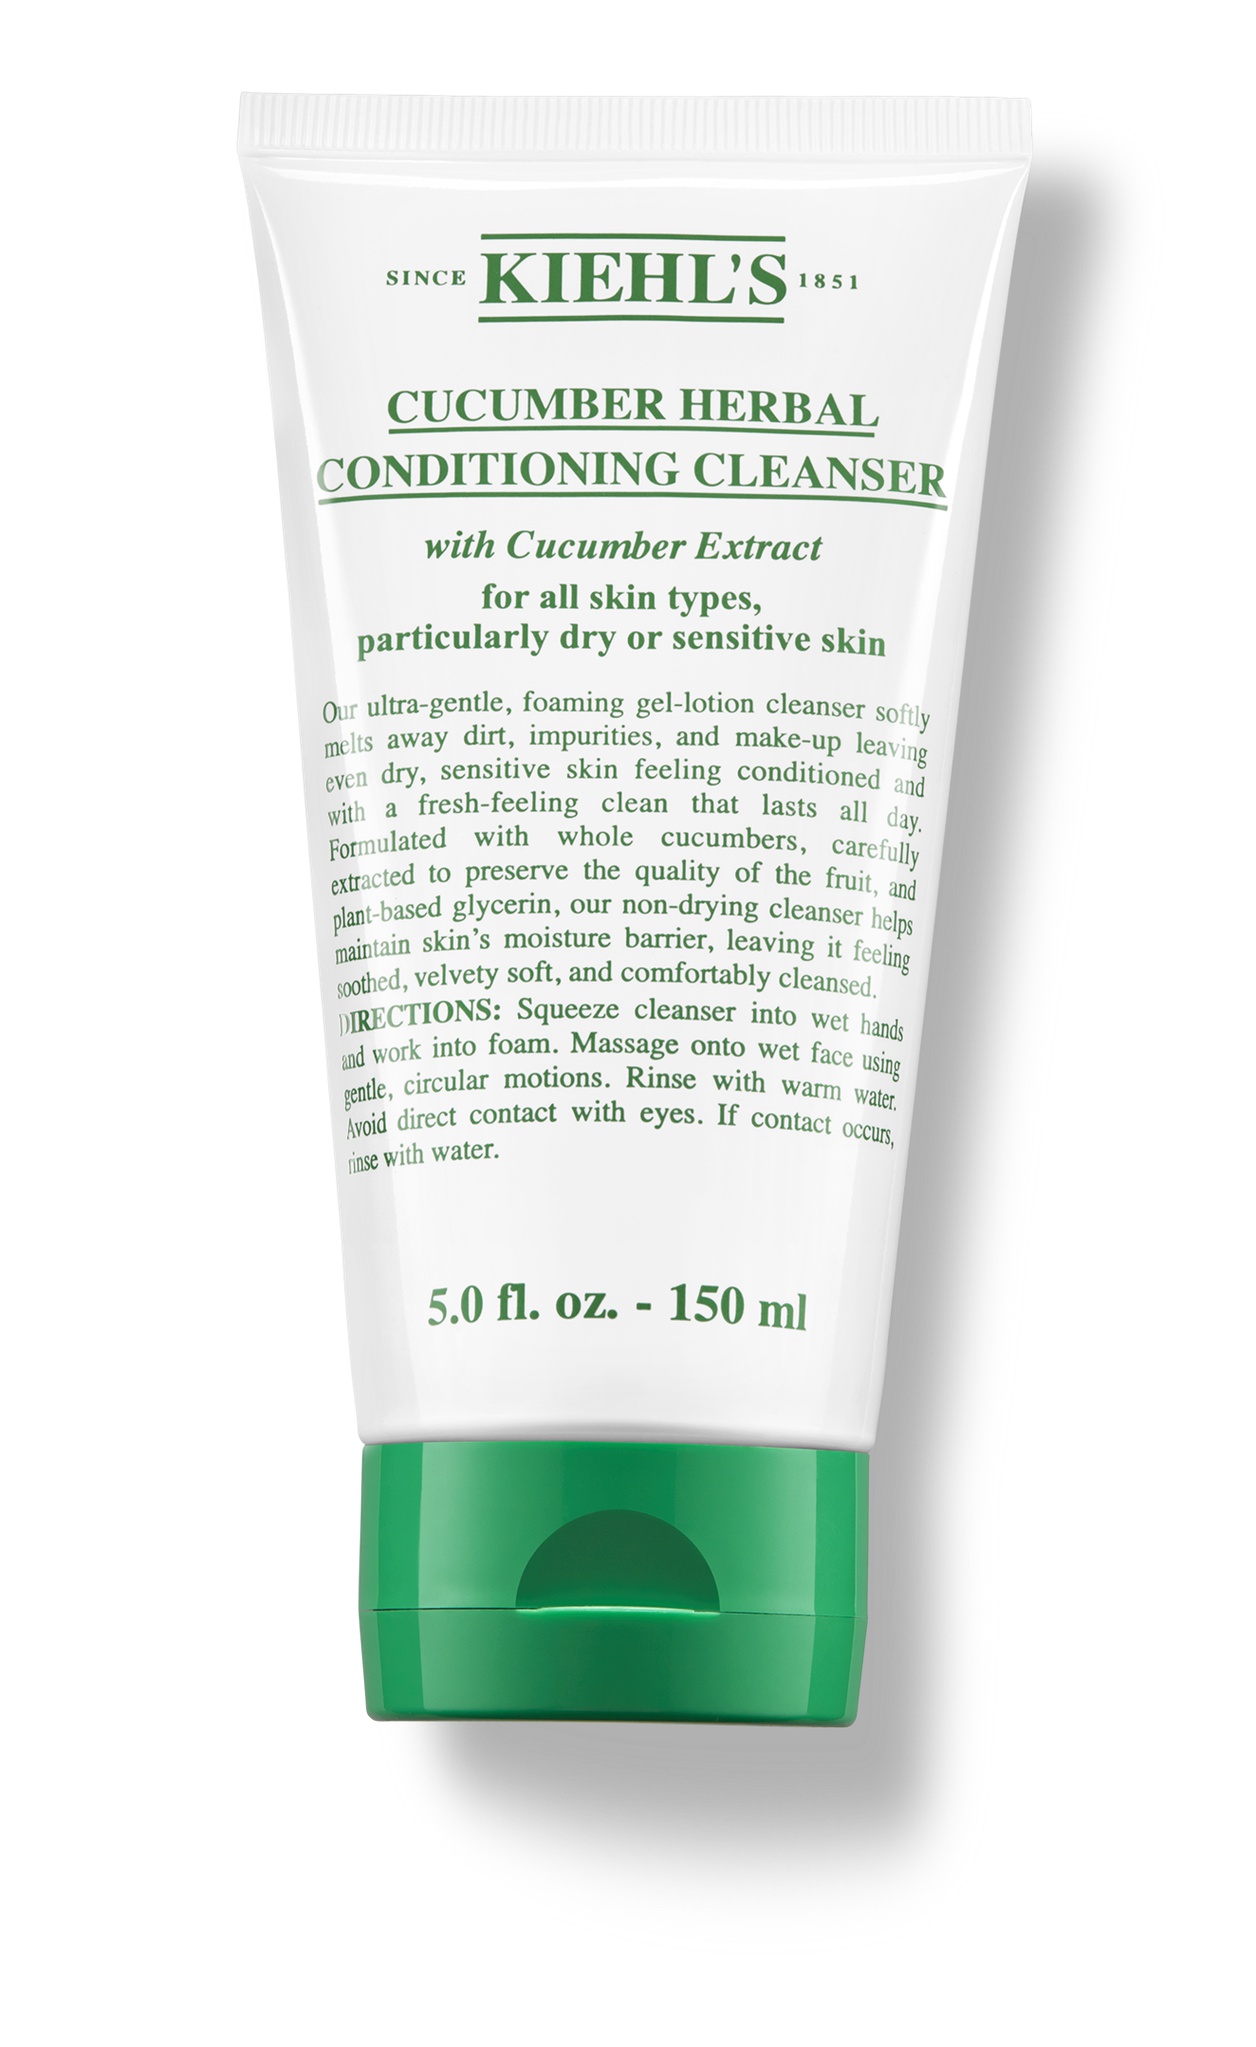 SINCE KIEHL'S 1851
CUCUMBER HERBAL
CONDITIONING CLEANSER
with Cucumber Extract
for all skin types,
particularly dry or sensitive skin
Our ultra-gentle, foaming gel-lotion cleanser softly
melts away dirt, impurities, and make-up leaving
even dry, sensitive skin feeling conditioned and
with a fresh-feeling clean that lasts all day.
Formulated with whole cucumbers, carefully
extracted to preserve the quality of the fruit, and
plant-based glycerin, our non-drying cleanser helps
maintain skin's moisture barrier, leaving it feeling
soothed, velvety soft, and comfortably cleansed.
DIRECTIONS: Squeeze cleanser into wet hands
and work into foam. Massage onto wet face using
gentle, circular motions. Rinse with warm water.
Avoid direct contact with eyes. If contact occurs,
rinse with water.
5.0 fl. oz. - 150 ml